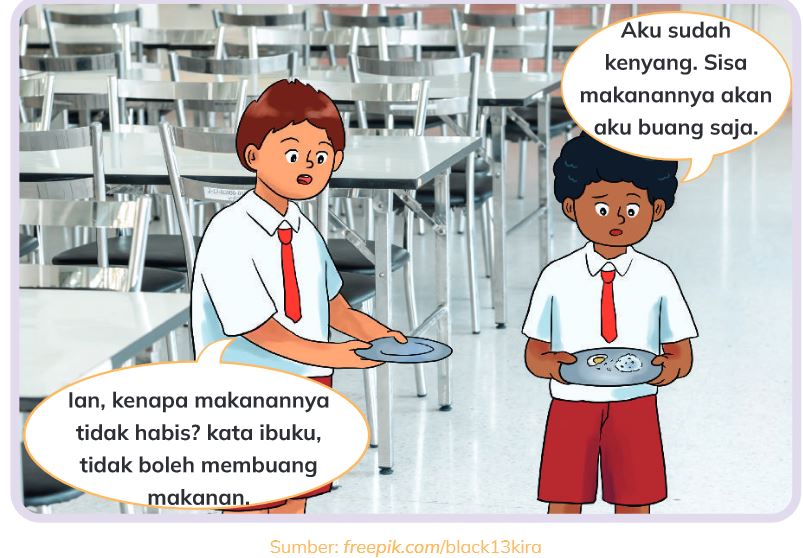 Aku sudah
kenyang. Sisa
makanannya akan
aku buang saja.
Ian, kenapa makanannya
tidak habis? kata ibuku,
tidak boleh membuang
makanan.
Sumber: freepik.com/black13kira